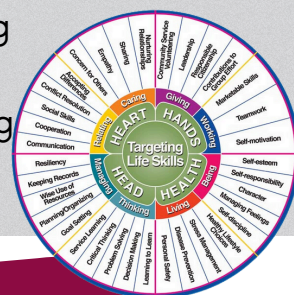 g
g
Targeting
Life Skills
HEART
HANDS
HEALTH
HEAD
Caring
Giving
Working
Being
Living
Thinking
Managing
Relating
Nurturing
Relationships
Sharing
Empathy
Concern for Others
Community Service
Volunteering
Leadership
Responsible
Citizenship
Contributions to
Group Effort
Marketable Skills
Teamwork
Self-motivation
Self-esteem
Self-responsibility
Character
Managing Feelings
Self-discipline
Healthy Lifestyle
Choices
Stress Management
Disease Prevention
Personal Safety
Learning to Learn
Decision Making
Problem Solving
Critical Thinking
Service Learning
Goal Setting
Planning/Organizing
Wise Use of
Resources
Keeping Records
Resiliency
Communication
Cooperation
Social Skills
Conflict Resolution
Accepting
Differences